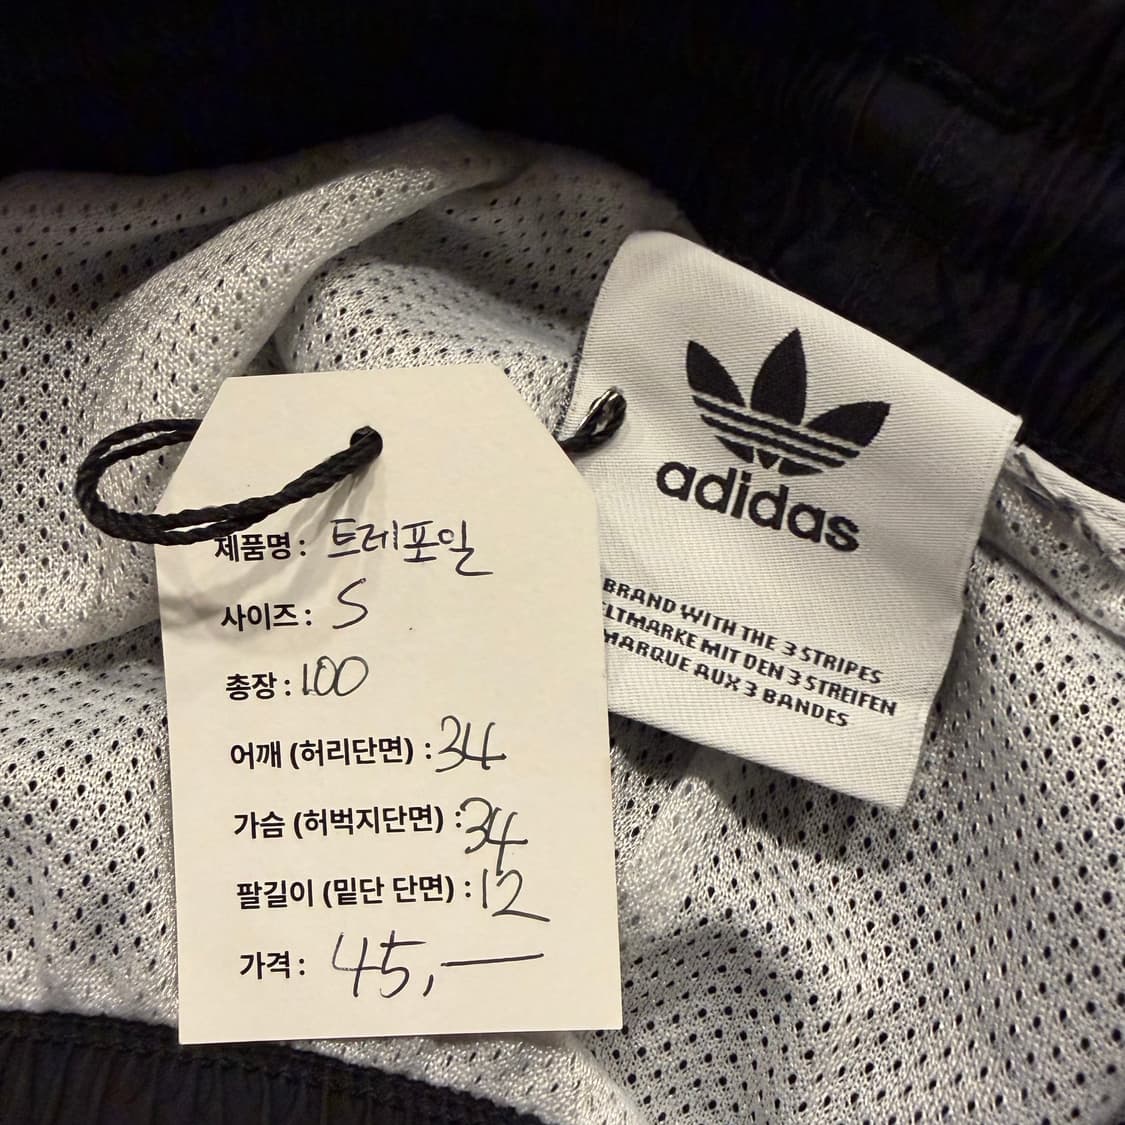 제품명: 트레포일
사이즈: S
총장: 100
어깨 (허리단면) : 34
가슴 (허벅지단면) : 34
팔길이 (밑단 단면) : 12
가격: 45,—
adidas
BRAND WITH THE 3 STRIPES
LTMARKE MIT DEN 3 STREIFEN
MARQUE AUX 3 BANDES